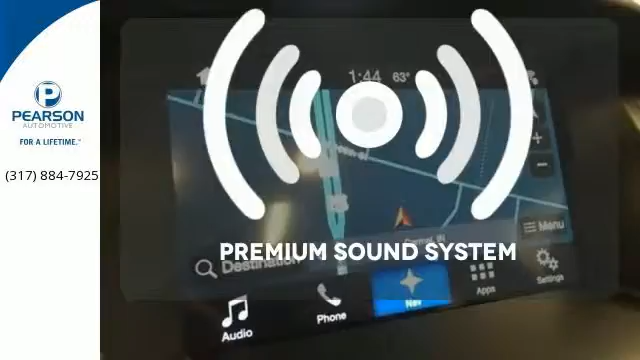 PEARSON
AUTOMOTIVE
FOR A LIFETIME.™
(317) 884-7925
1:44 63°
PREMIUM SOUND SYSTEM
Menu
Destination
Audio
Phone
Nav
Apps
Settings